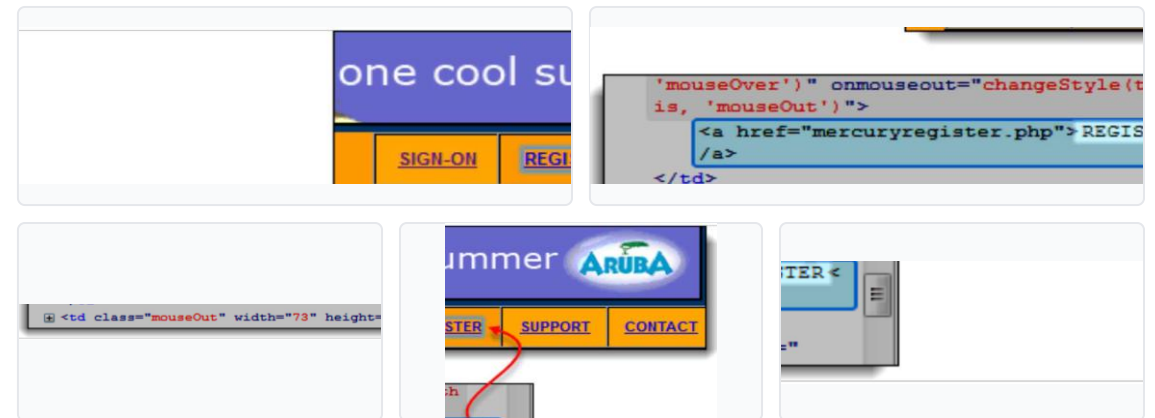 one cool su
SIGN-ON REGI
'mouseOver')" onmouseout="changeStyle(t
is, 'mouseOut')">
<a href="mercuryregister.php">REGIS
/a>
</td>
<td class="mouseOut" width="73" height=
ummer ARUBA
STER SUPPORT CONTACT
h
TER<
="